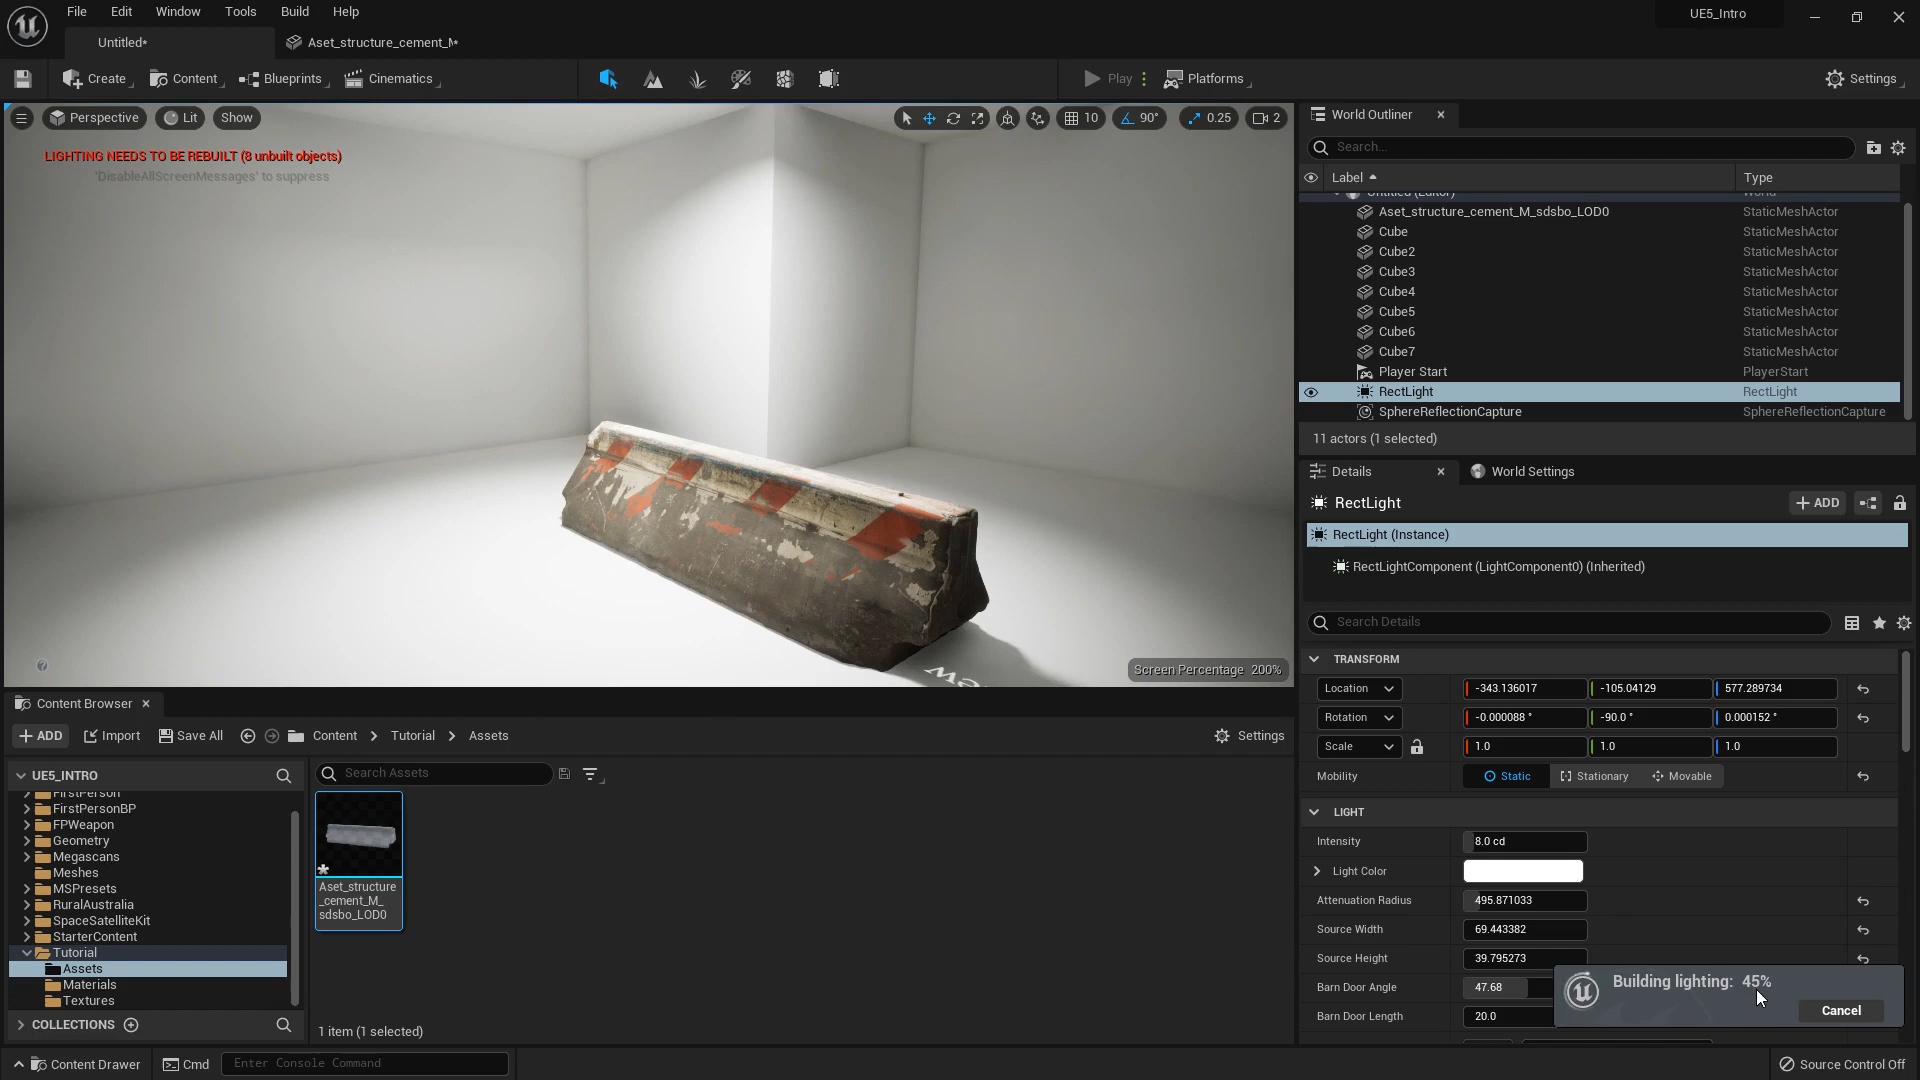 File Edit Window Tools Build Help
UE5_Intro
Untitled*
Aset_structure_cement_M*
Create
Content
Blueprints
Cinematics
Play
Platforms
Settings
Perspective
Lit
Show
10
90°
0.25
2
LIGHTING NEEDS TO BE REBUILT (8 unbuilt objects)
'DisableAllScreenMessages' to suppress
Screen Percentage 200%
World Outliner
Search...
Label Type
Untitled (Editor) World
Aset_structure_cement_M_sdsbo_LOD0 StaticMeshActor
Cube StaticMeshActor
Cube2 StaticMeshActor
Cube3 StaticMeshActor
Cube4 StaticMeshActor
Cube5 StaticMeshActor
Cube6 StaticMeshActor
Cube7 StaticMeshActor
Player Start PlayerStart
RectLight RectLight
SphereReflectionCapture SphereReflectionCapture
11 actors (1 selected)
Details
World Settings
RectLight
ADD
RectLight (Instance)
RectLightComponent (LightComponent0) (Inherited)
Search Details
TRANSFORM
Location -343.136017 -105.04129 577.289734
Rotation -0.000088 ° -90.0 ° 0.000152 °
Scale 1.0 1.0 1.0
Mobility Static Stationary Movable
LIGHT
Intensity 8.0 cd
Light Color
Attenuation Radius 495.871033
Source Width 69.443382
Source Height 39.795273
Barn Door Angle 47.68
Barn Door Length 20.0
Building lighting: 45%
Cancel
Content Browser
ADD Import Save All Content Tutorial Assets
Settings
UE5_INTRO
FirstPerson
FirstPersonBP
FPWeapon
Geometry
Megascans
Meshes
MSPresets
RuralAustralia
SpaceSatelliteKit
StarterContent
Tutorial
Assets
Materials
Textures
COLLECTIONS
Search Assets
Aset_structure
_cement_M_
sdsbo_LOD0
1 item (1 selected)
Content Drawer
Cmd
Enter Console Command
Source Control Off